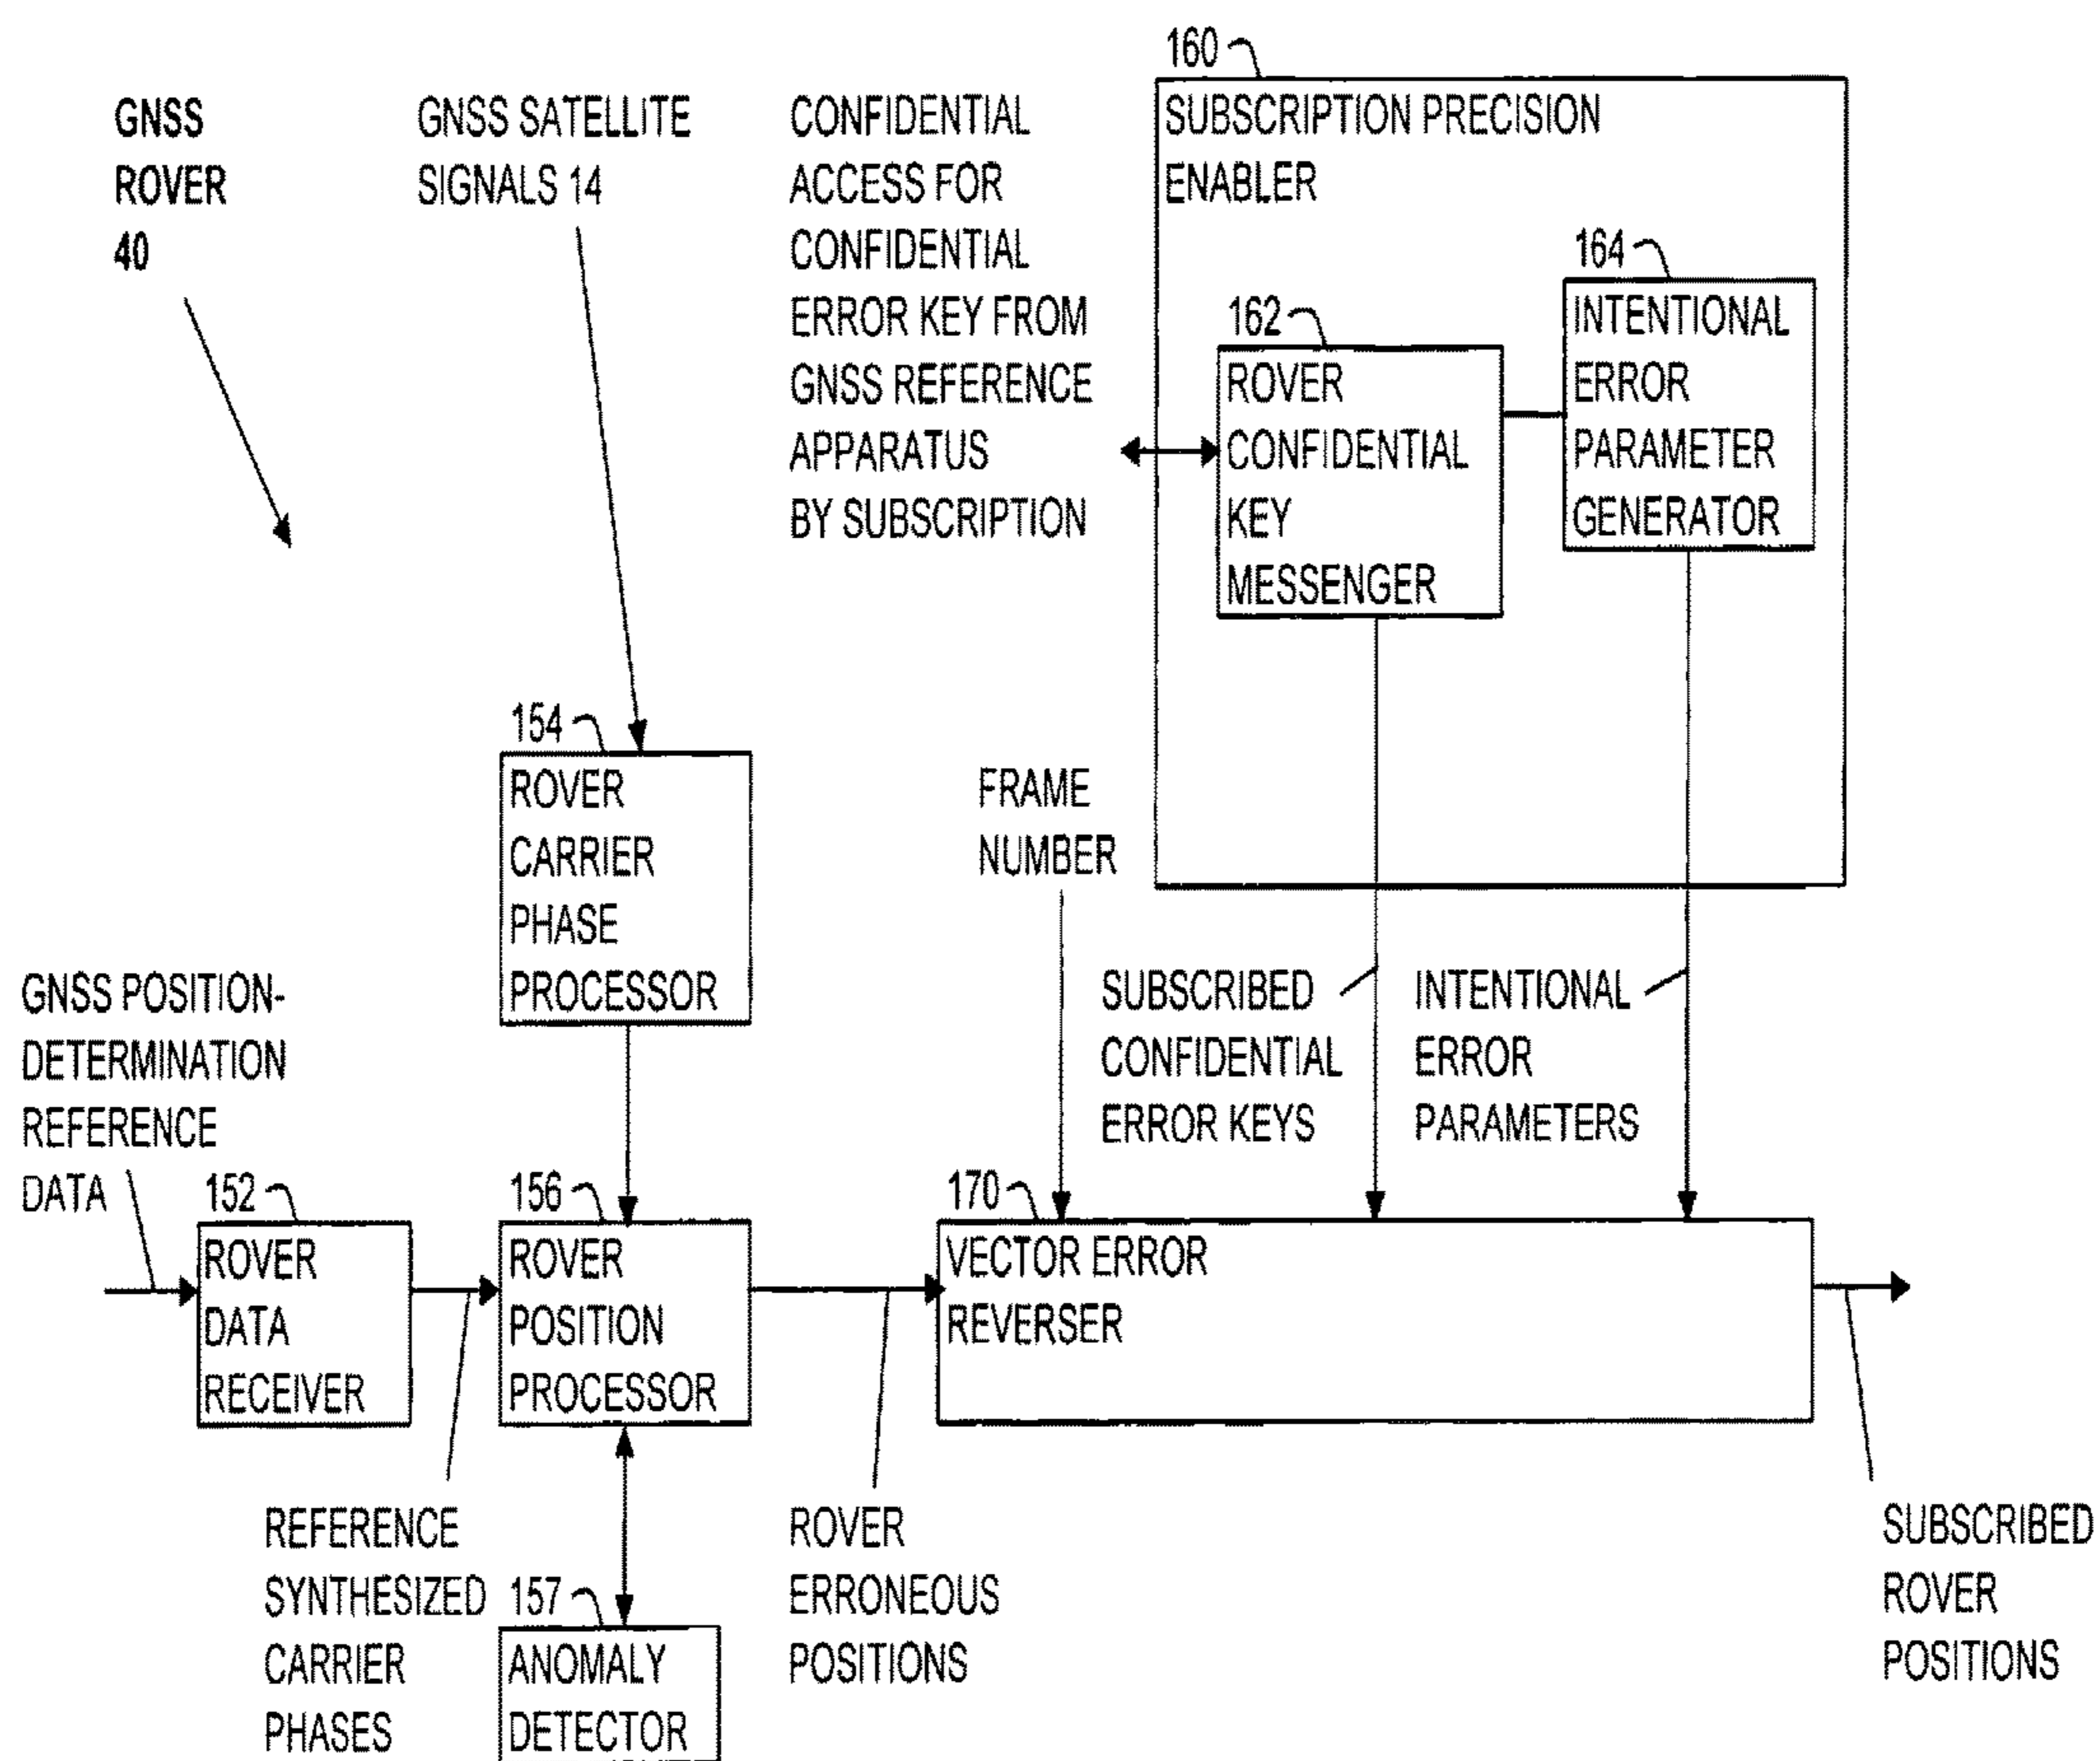 GNSS
ROVER
40
GNSS SATELLITE
SIGNALS 14
CONFIDENTIAL
ACCESS FOR
CONFIDENTIAL
ERROR KEY FROM
GNSS REFERENCE
APPARATUS
BY SUBSCRIPTION
160
SUBSCRIPTION PRECISION
ENABLER
162
ROVER
CONFIDENTIAL
KEY
MESSENGER
164
INTENTIONAL
ERROR
PARAMETER
GENERATOR
154
ROVER
CARRIER
PHASE
PROCESSOR
FRAME
NUMBER
SUBSCRIBED
CONFIDENTIAL
ERROR KEYS
INTENTIONAL
ERROR
PARAMETERS
GNSS POSITION-
DETERMINATION
REFERENCE
DATA
152
ROVER
DATA
RECEIVER
156
ROVER
POSITION
PROCESSOR
170
VECTOR ERROR
REVERSER
REFERENCE
SYNTHESIZED
CARRIER
PHASES
157
ANOMALY
DETECTOR
ROVER
ERRONEOUS
POSITIONS
SUBSCRIBED
ROVER
POSITIONS